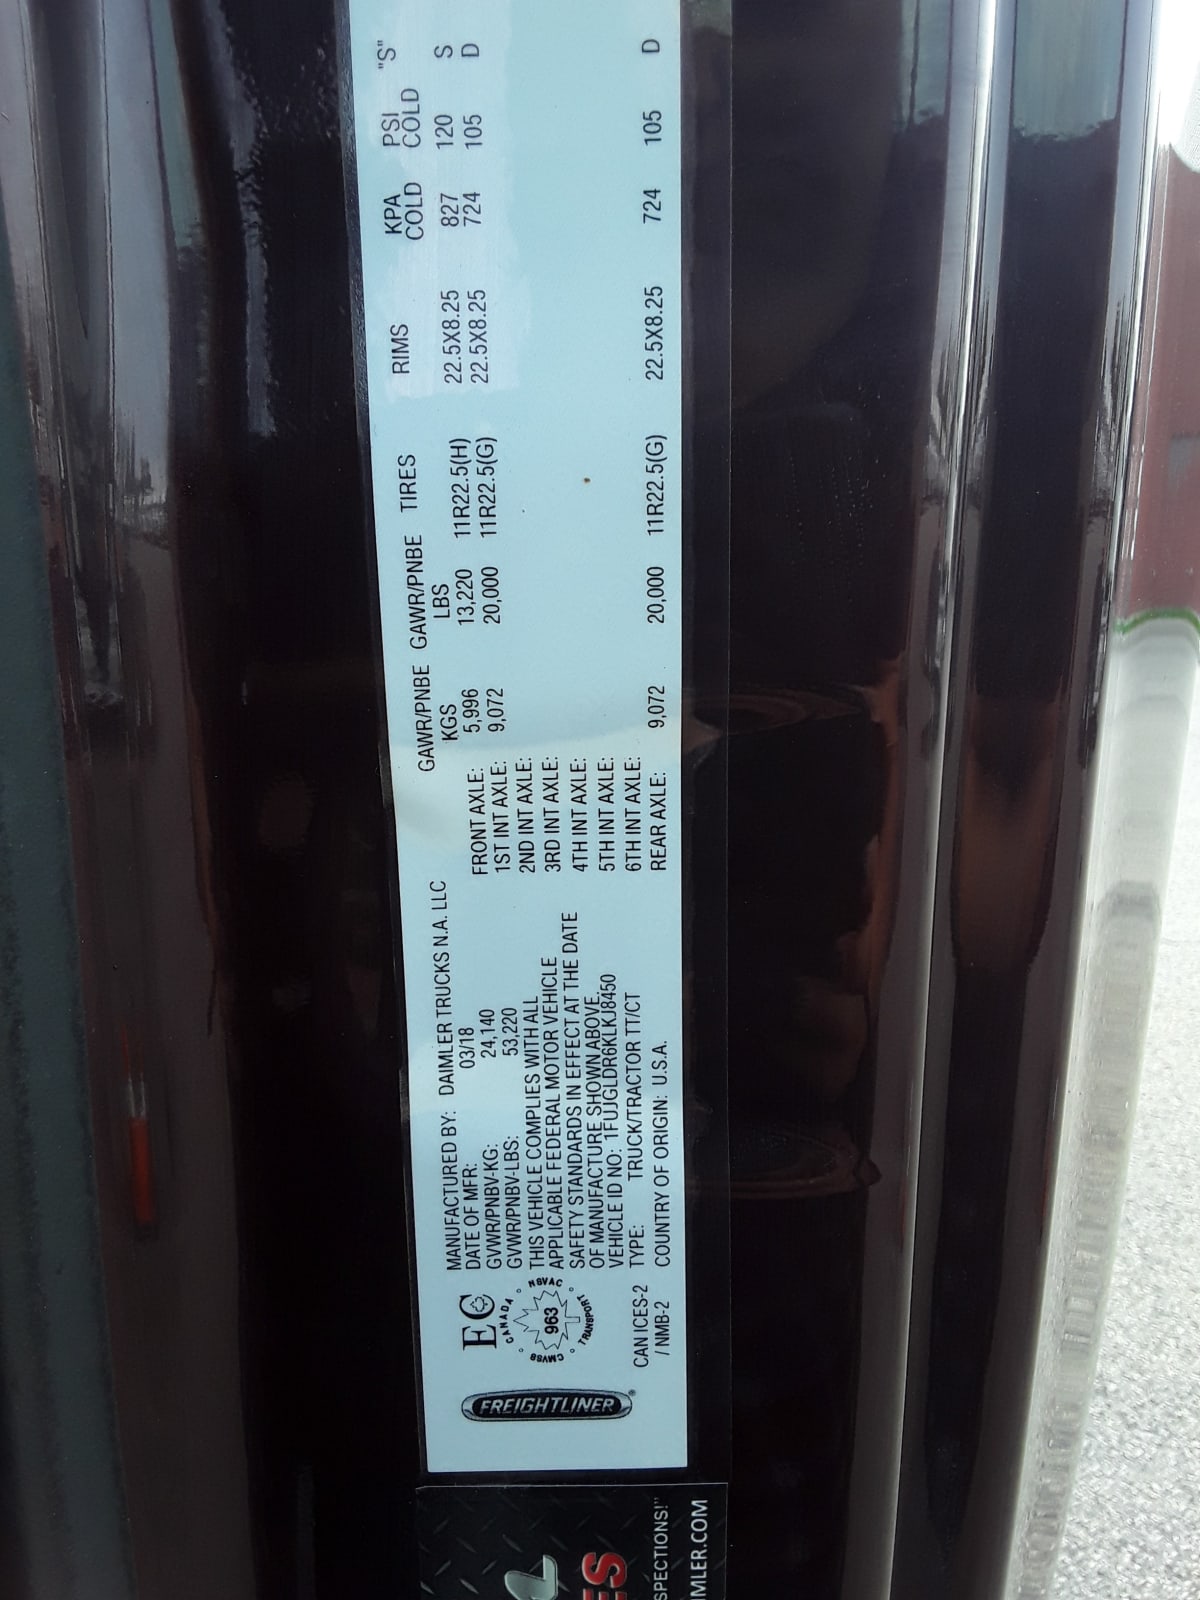 FREIGHTLINER
EC
CANADA
NSVAC
963
CMVSS
TRANSPORT
CAN ICES-2
/ NMB-2
MANUFACTURED BY: DAIMLER TRUCKS N.A. LLC
DATE OF MFR: 03/18
GVWR/PNBV-KG: 24,140
GVWR/PNBV-LBS: 53,220
THIS VEHICLE COMPLIES WITH ALL
APPLICABLE FEDERAL MOTOR VEHICLE
SAFETY STANDARDS IN EFFECT AT THE DATE
OF MANUFACTURE SHOWN ABOVE.
VEHICLE ID NO: 1FUJGLDR6KLKJ8450
TYPE: TRUCK/TRACTOR TT/CT
COUNTRY OF ORIGIN: U.S.A.
GAWR/PNBE GAWR/PNBE TIRES RIMS KPA PSI "S"
KGS LBS COLD COLD
FRONT AXLE: 5,996 13,220 11R22.5(H) 22.5X8.25 827 120 S
1ST INT AXLE: 9,072 20,000 11R22.5(G) 22.5X8.25 724 105 D
2ND INT AXLE:
3RD INT AXLE:
4TH INT AXLE:
5TH INT AXLE:
6TH INT AXLE:
REAR AXLE: 9,072 20,000 11R22.5(G) 22.5X8.25 724 105 D
ES
SPECTIONS!"
IMLER.COM